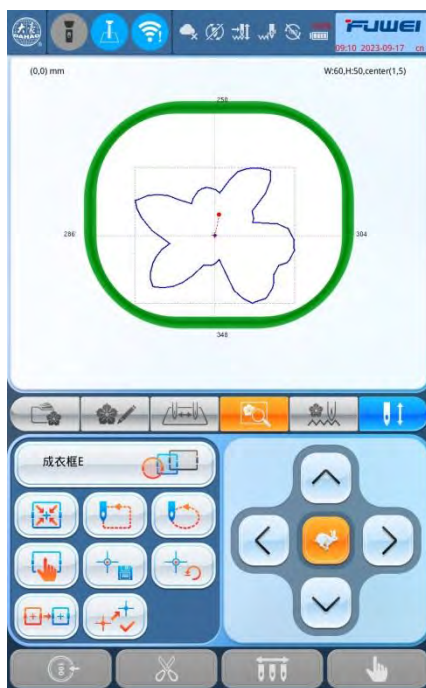 DAHAO
FUWEI
09:10 2023-09-17 cn
(0,0) mm
W:60,H:50,center(1,5)
258
286
304
348
成衣框E